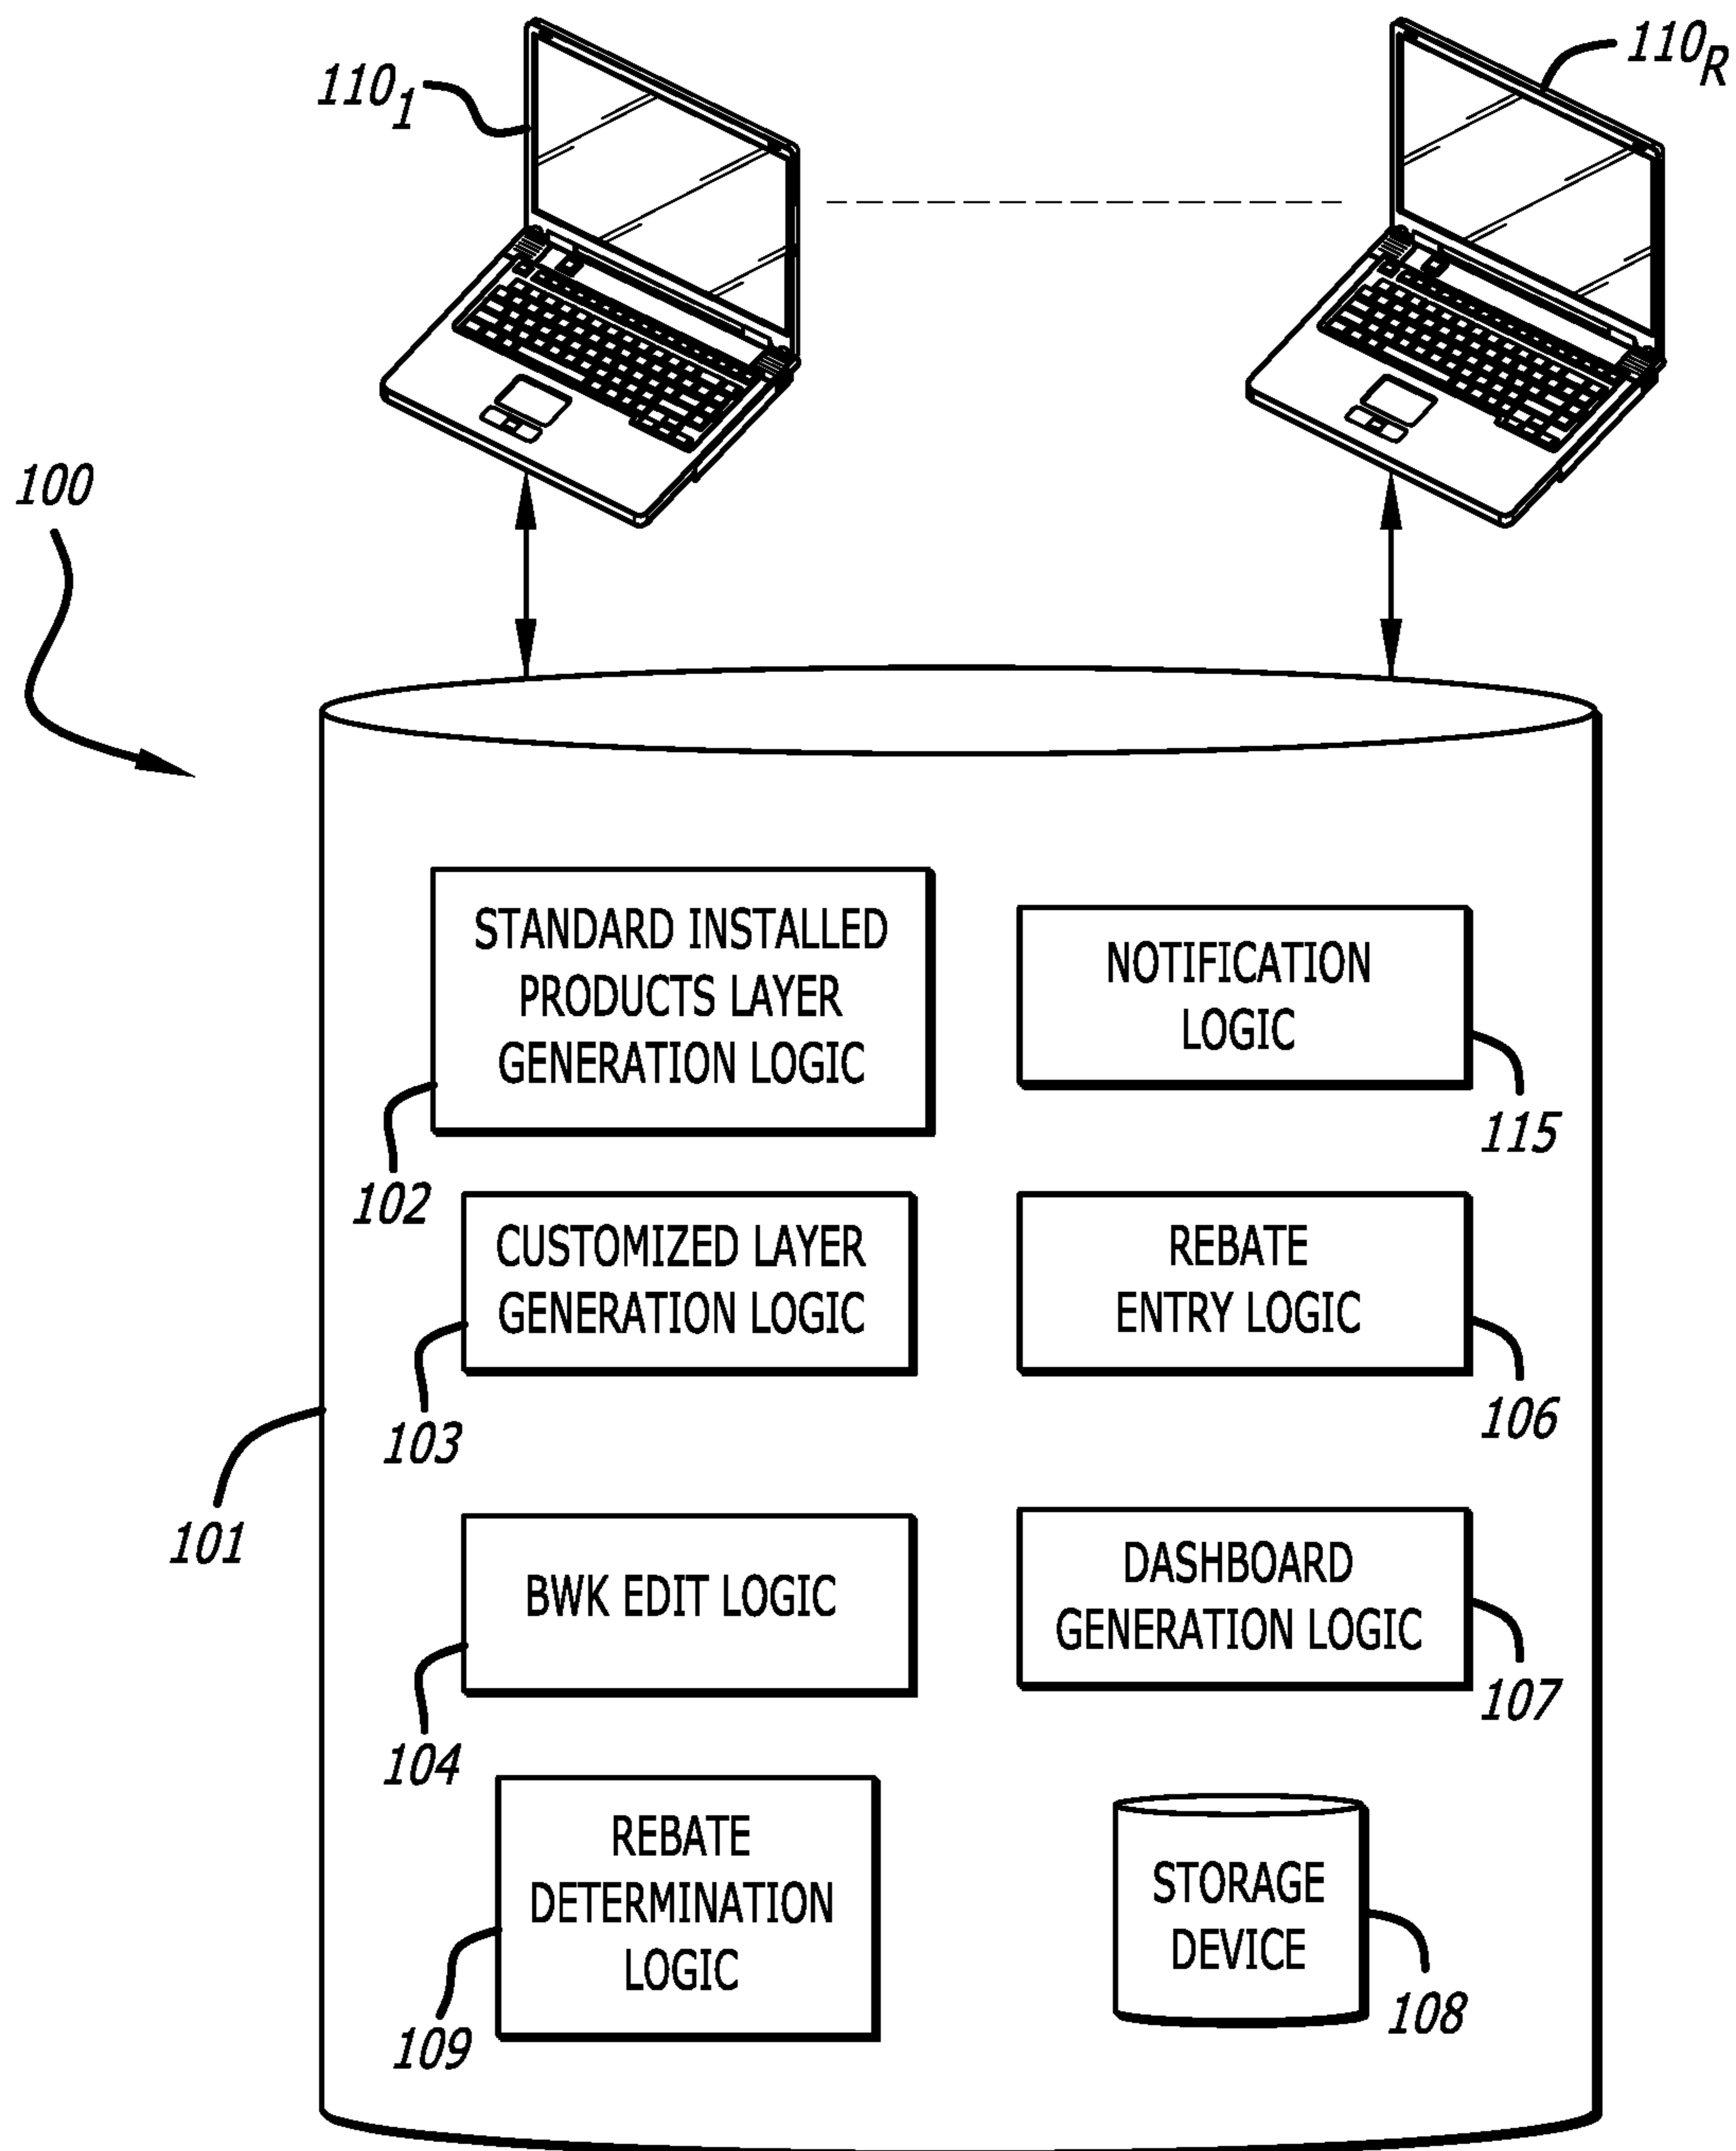 1101
110R
100
STANDARD INSTALLED
PRODUCTS LAYER
GENERATION LOGIC
102
NOTIFICATION
LOGIC
115
CUSTOMIZED LAYER
GENERATION LOGIC
103
REBATE
ENTRY LOGIC
106
101
BWK EDIT LOGIC
104
DASHBOARD
GENERATION LOGIC
107
REBATE
DETERMINATION
LOGIC
109
STORAGE
DEVICE
108